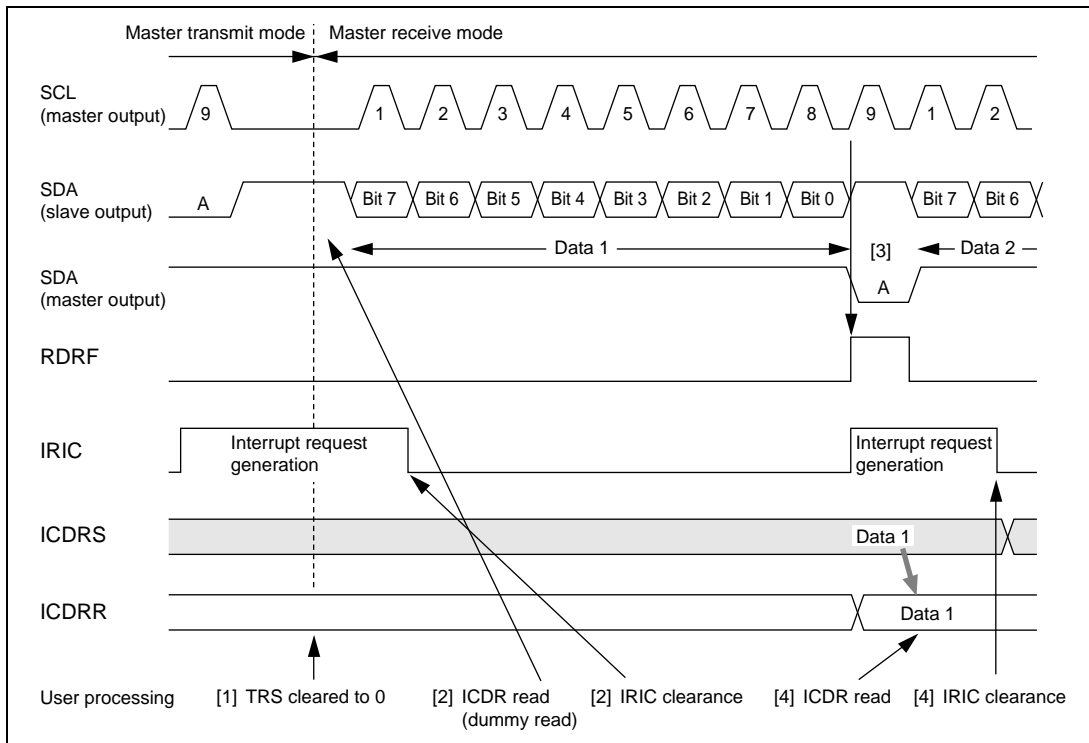 Master transmit mode Master receive mode
SCL
(master output)
9 1 2 3 4 5 6 7 8 9 1 2
SDA
(slave output)
A Bit 7 Bit 6 Bit 5 Bit 4 Bit 3 Bit 2 Bit 1 Bit 0 Bit 7 Bit 6
Data 1 [3] Data 2
SDA
(master output)
A
RDRF
IRIC
Interrupt request
generation
Interrupt request
generation
ICDRS
Data 1
ICDRR
Data 1
User processing [1] TRS cleared to 0 [2] ICDR read
(dummy read)
[2] IRIC clearance [4] ICDR read [4] IRIC clearance